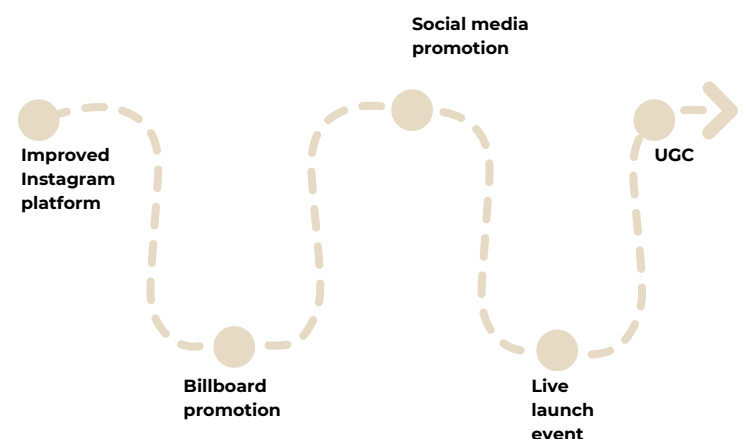 Social media
promotion
Improved
Instagram
platform
UGC
Billboard
promotion
Live
launch
event